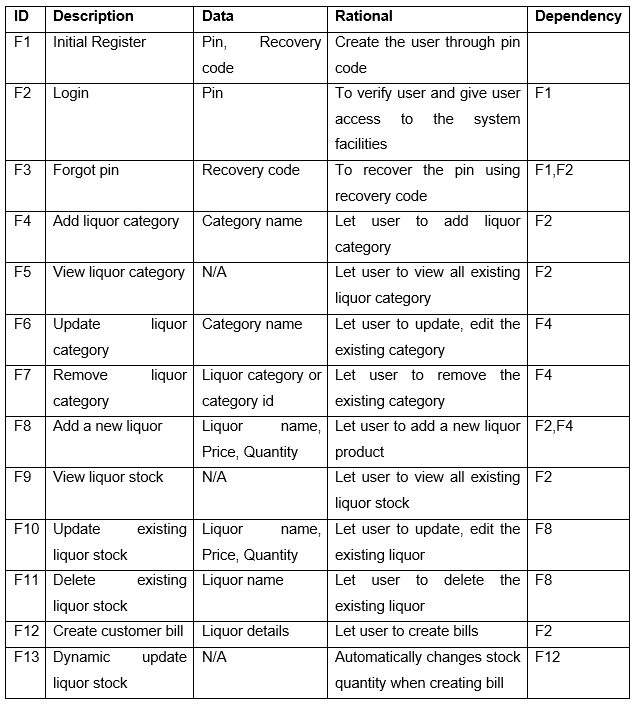 ID Description Data Rational Dependency
F1 Initial Register Pin, Recovery Create the user through pin
code code
F2 Login Pin To verify user and give user F1
access to the system
facilities
F3 Forgot pin Recovery code To recover the pin using F1,F2
recovery code
F4 Add liquor category Category name Let user to add liquor F2
category
F5 View liquor category N/A Let user to view all existing F2
liquor category
F6 Update liquor Category name Let user to update, edit the F4
category existing category
F7 Remove liquor Liquor category or Let user to remove the F4
category category id existing category
F8 Add a new liquor Liquor name, Let user to add a new liquor F2,F4
Price, Quantity product
F9 View liquor stock N/A Let user to view all existing F2
liquor stock
F10 Update existing Liquor name, Let user to update, edit the F8
liquor stock Price, Quantity existing liquor
F11 Delete existing Liquor name Let user to delete the F8
liquor stock existing liquor
F12 Create customer bill Liquor details Let user to create bills F2
F13 Dynamic update N/A Automatically changes stock F12
liquor stock quantity when creating bill